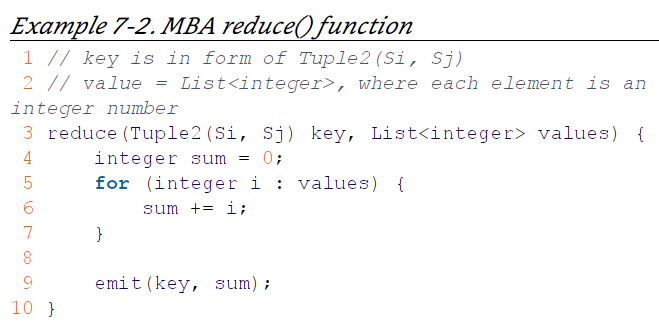 Example 7-2. MBA reduce() function
1 // key is in form of Tuple2(Si, Sj)
2 // value = List<integer>, where each element is an
integer number
3 reduce(Tuple2(Si, Sj) key, List<integer> values) {
4     integer sum = 0;
5     for (integer i : values) {
6         sum += i;
7     }
8
9     emit(key, sum);
10 }